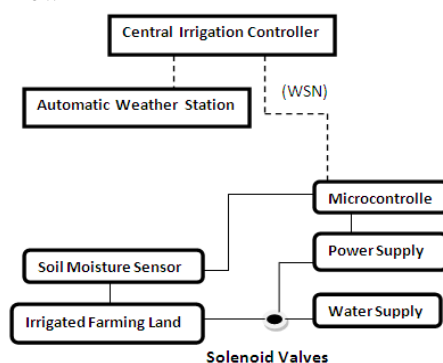 Central Irrigation Controller
Automatic Weather Station
(WSN)
Microcontrolle
Power Supply
Soil Moisture Sensor
Irrigated Farming Land
Water Supply
Solenoid Valves